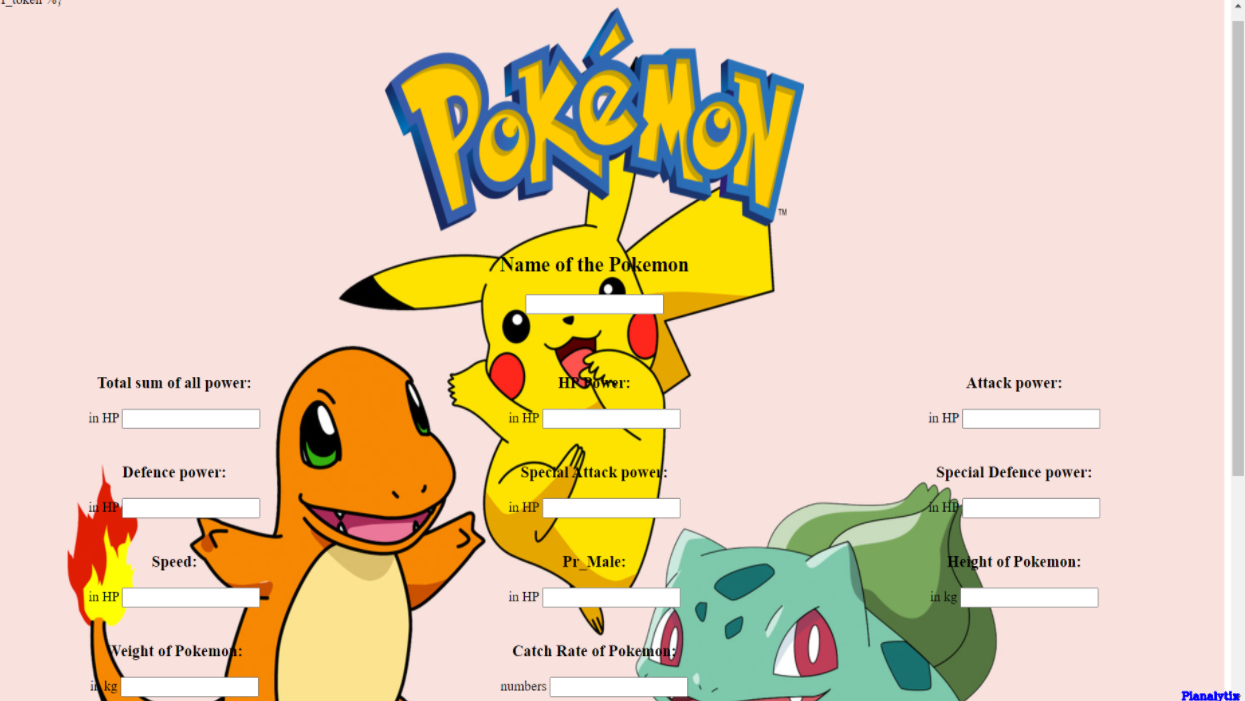 f_token %}
POKéMON
TM
Name of the Pokemon
Total sum of all power: HP Power: Attack power:
in HP in HP in HP
Defence power: Special Attack power: Special Defence power:
in HP in HP in HP
Speed: Pr_Male: Height of Pokemon:
in HP in HP in kg
Weight of Pokemon: Catch Rate of Pokemon:
in kg numbers
Pianalytix